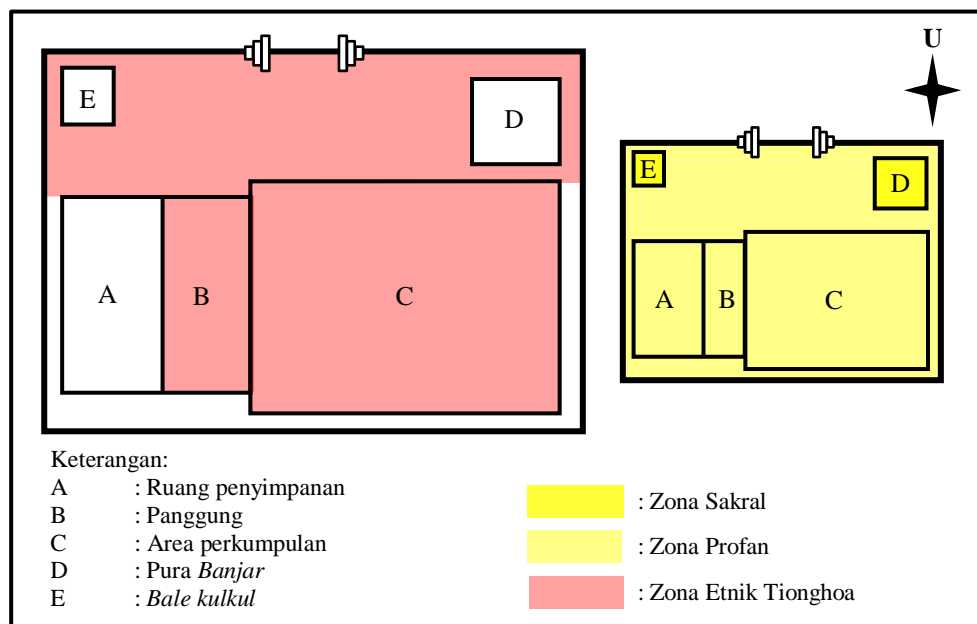 U
E
D
E
D
A
B
C
A
B
C
Keterangan:
A : Ruang penyimpanan
B : Panggung
C : Area perkumpulan
D : Pura Banjar
E : Bale kulkul
: Zona Sakral
: Zona Profan
: Zona Etnik Tionghoa